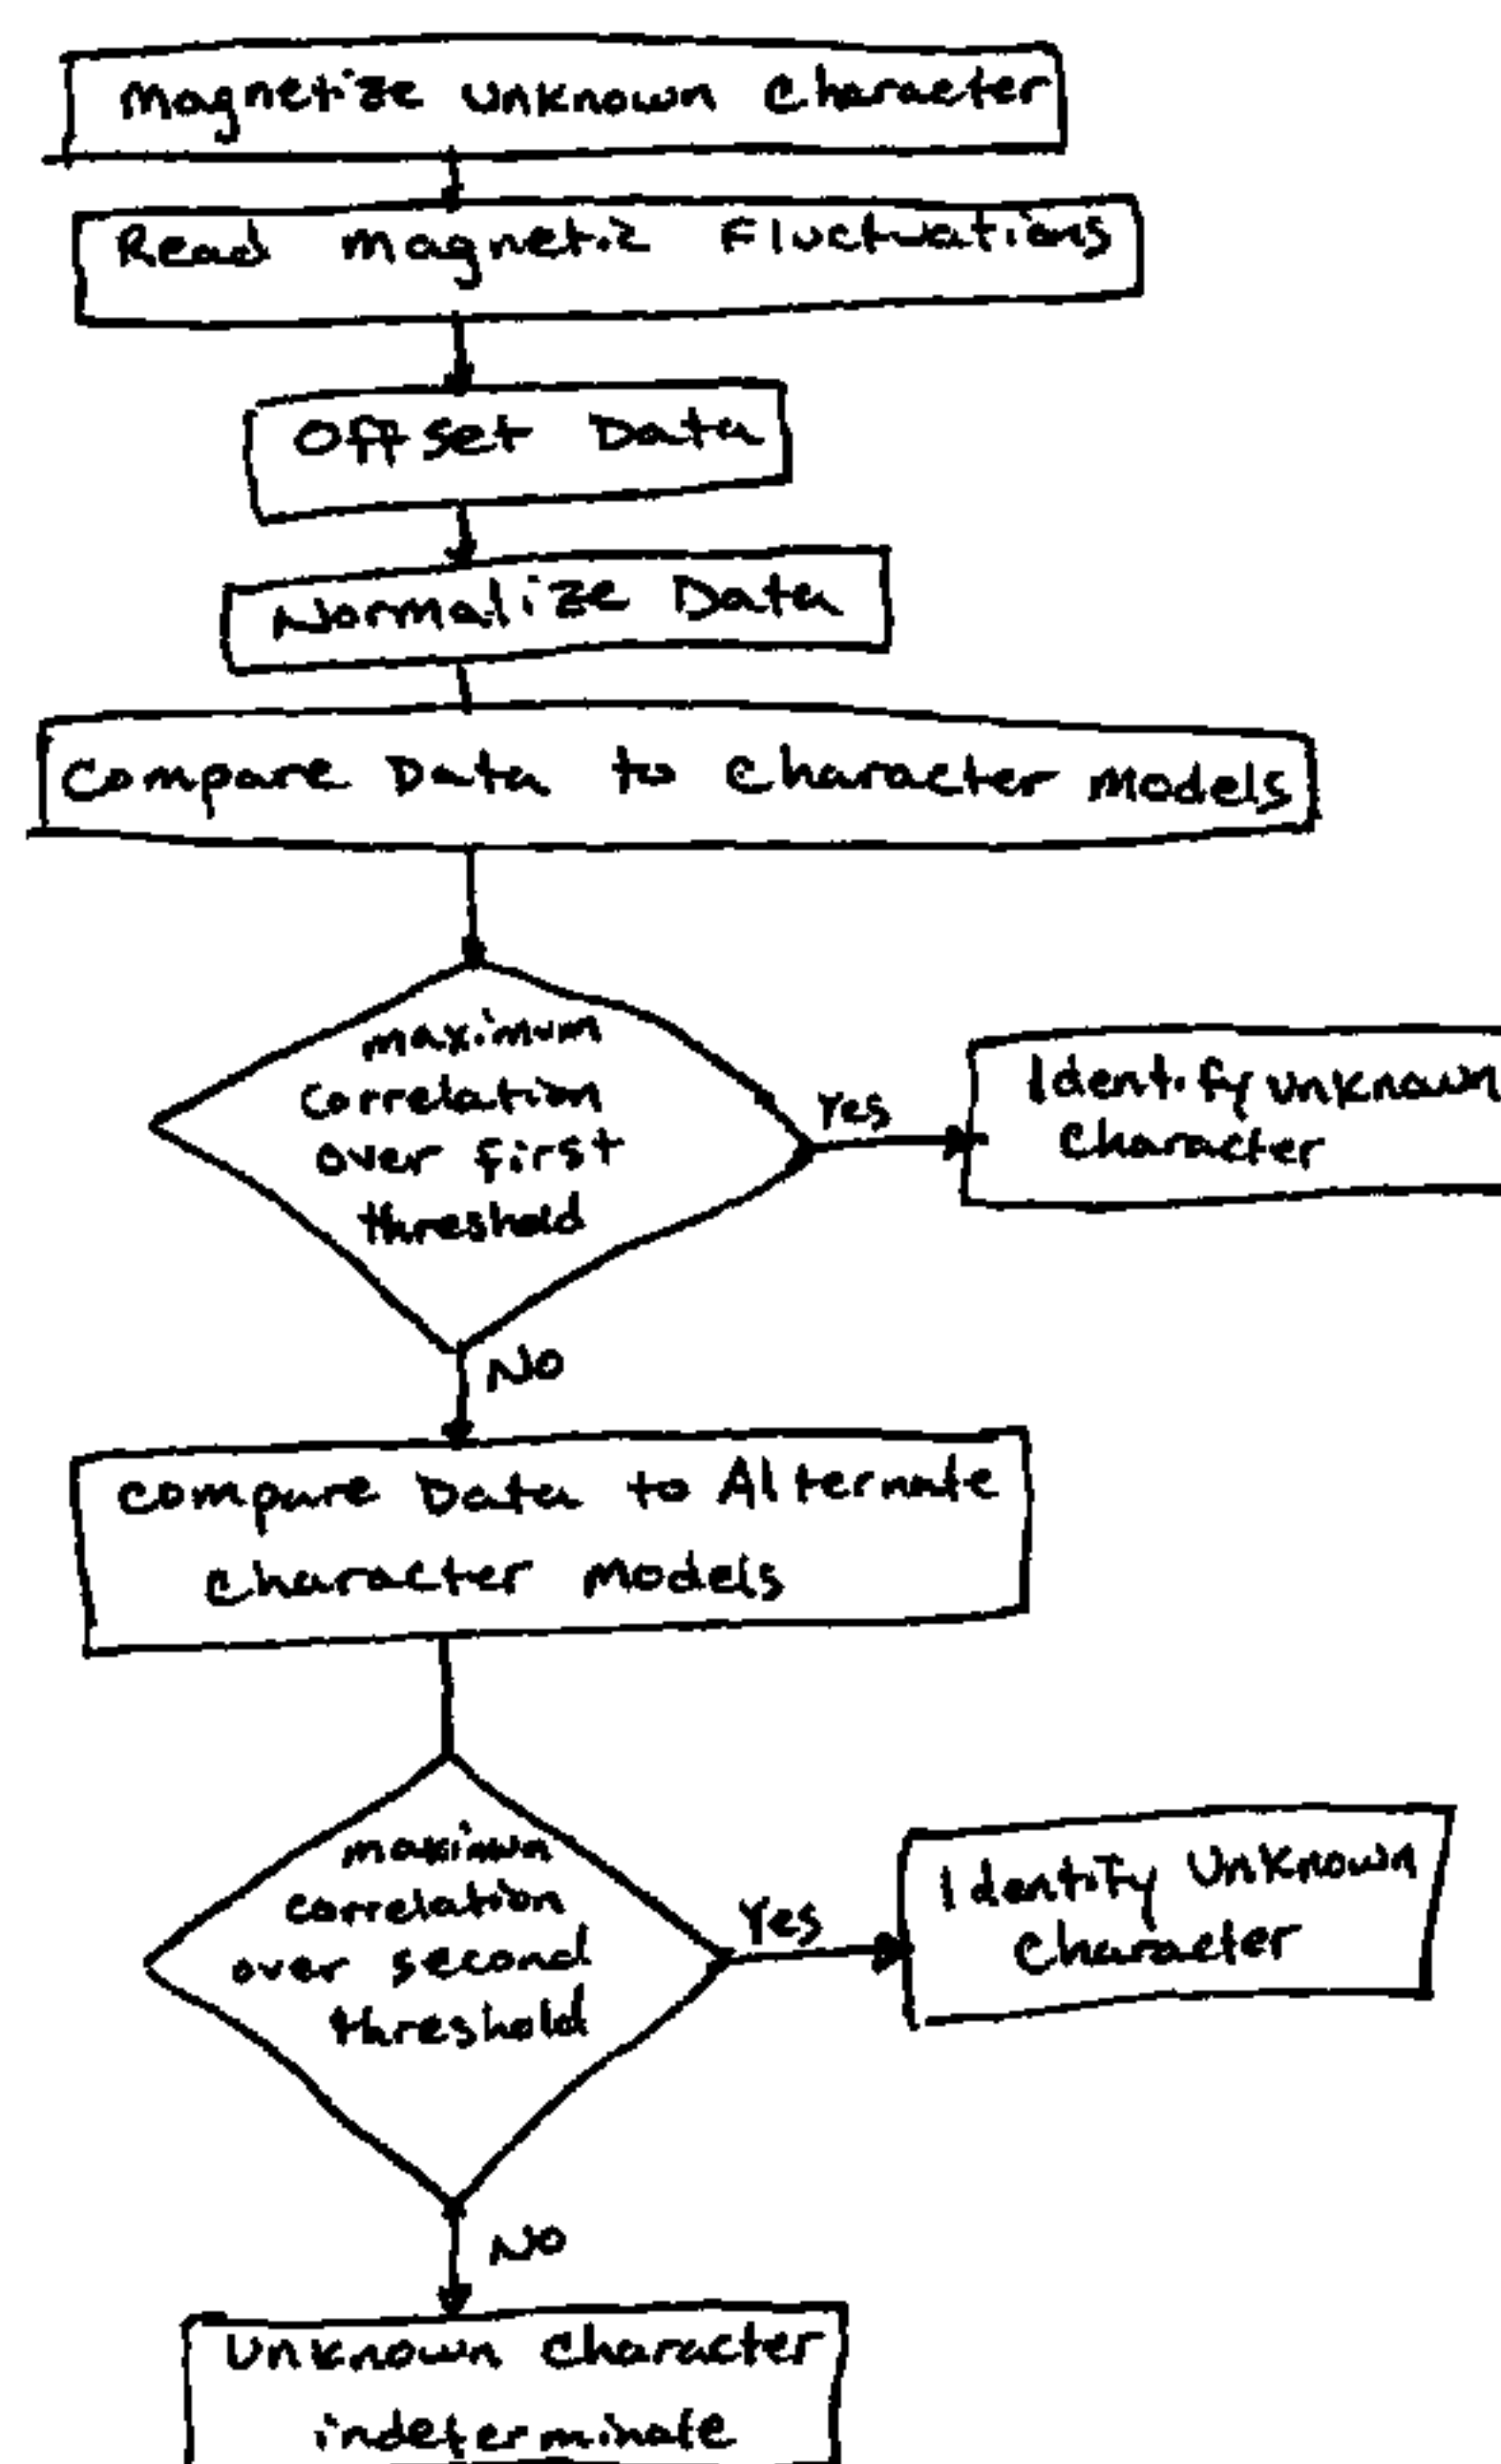 Magnetize Unknown Character
Read Magnetic Fluctuations
Offset Data
Normalize Data
Compare Data to Character Models
maximum
correlation
over first
threshold
Yes
Identify unknown
Character
No
Compare Data to Alternate
Character Models
maximum
correlation
over second
threshold
Yes
Identify Unknown
Character
No
Unknown Character
indeterminate